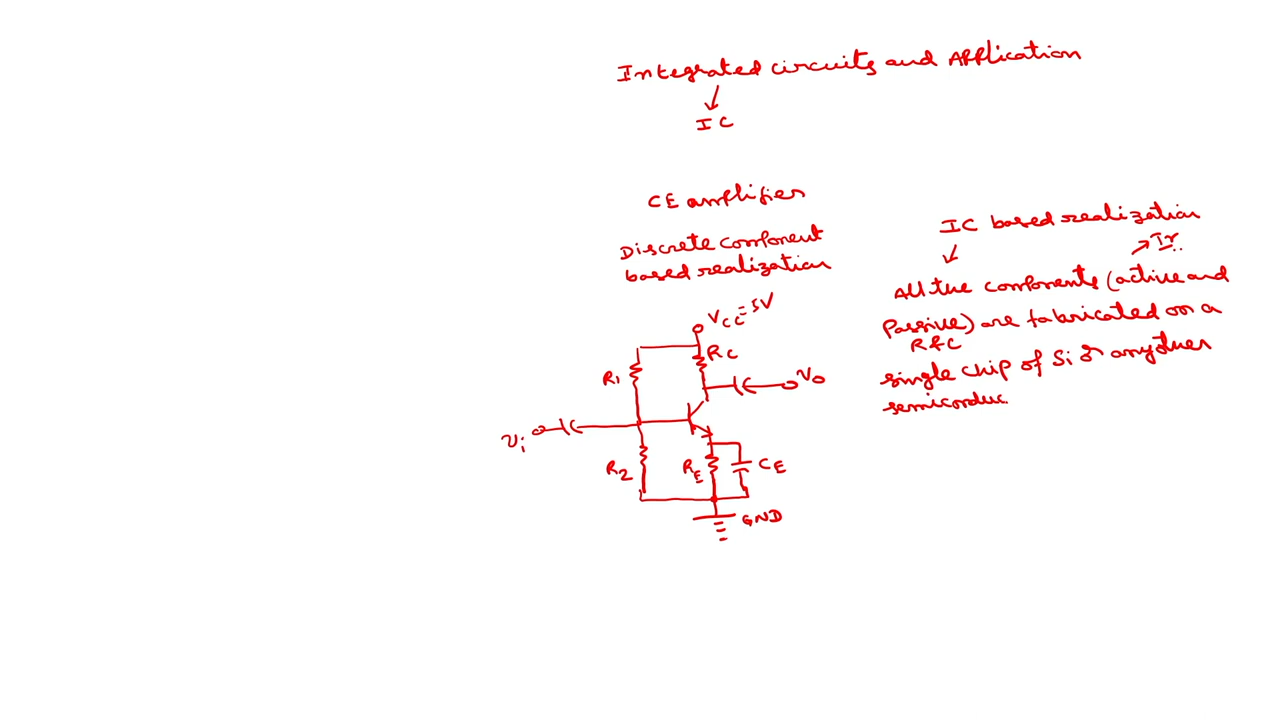 Integrated circuits and Application
IC
CE amplifier
Discrete component
based realization
IC based realization
Tr..
All the components (active and
Passive) are fabricated on a
R & C
single chip of Si or any other
semiconduc
Vcc = 5V
Rc
R1
Vo
Vi
R2
RE
CE
GND